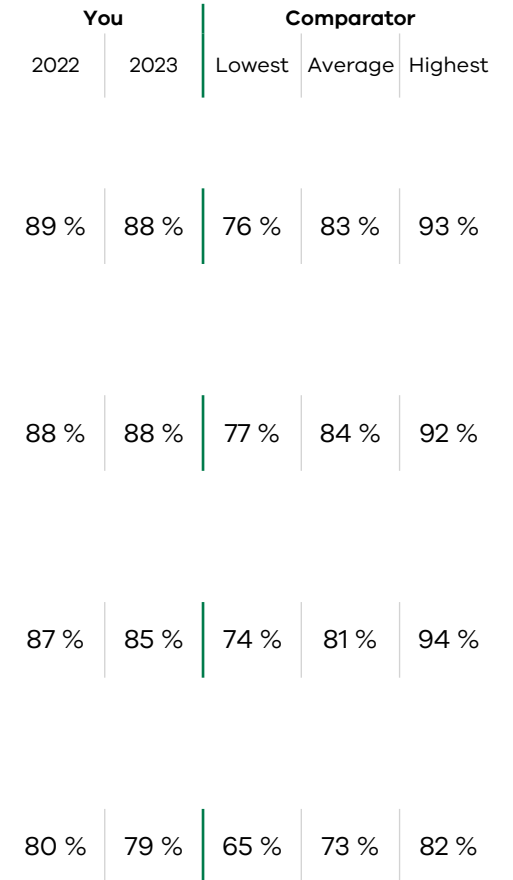 You Comparator
2022 2023 Lowest Average Highest
89 % 88 % 76 % 83 % 93 %
88 % 88 % 77 % 84 % 92 %
87 % 85 % 74 % 81 % 94 %
80 % 79 % 65 % 73 % 82 %